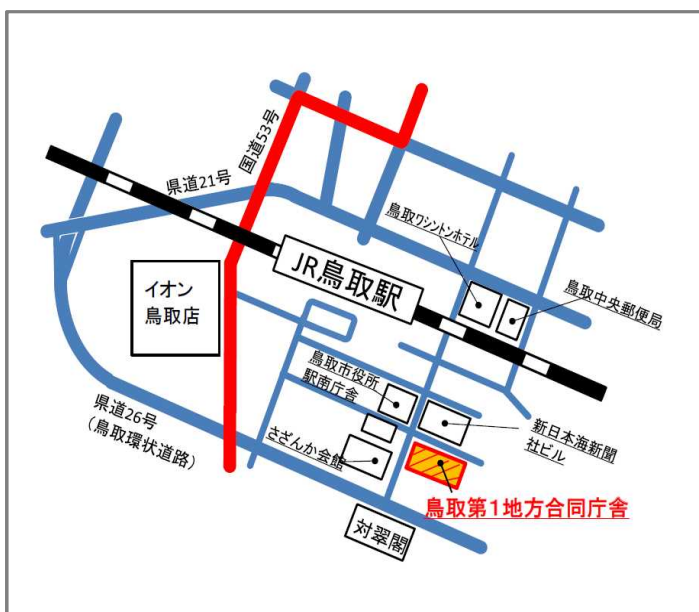 国道53号
県道21号
鳥取ワシントンホテル
JR鳥取駅
鳥取中央郵便局
イオン
鳥取店
鳥取市役所
駅南庁舎
県道26号
(鳥取環状道路)
さざんか会館
新日本海新聞
社ビル
鳥取第1地方合同庁舎
対翠閣